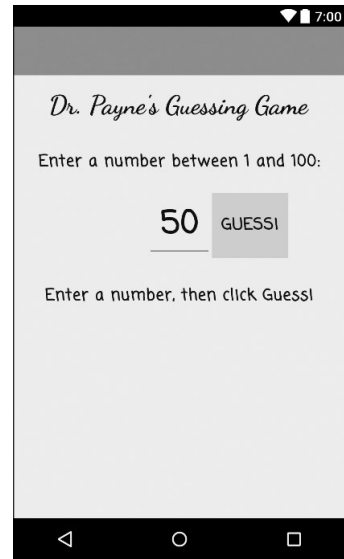 7:00
Dr. Payne's Guessing Game
Enter a number between 1 and 100:
50 GUESS!
Enter a number, then click Guess!